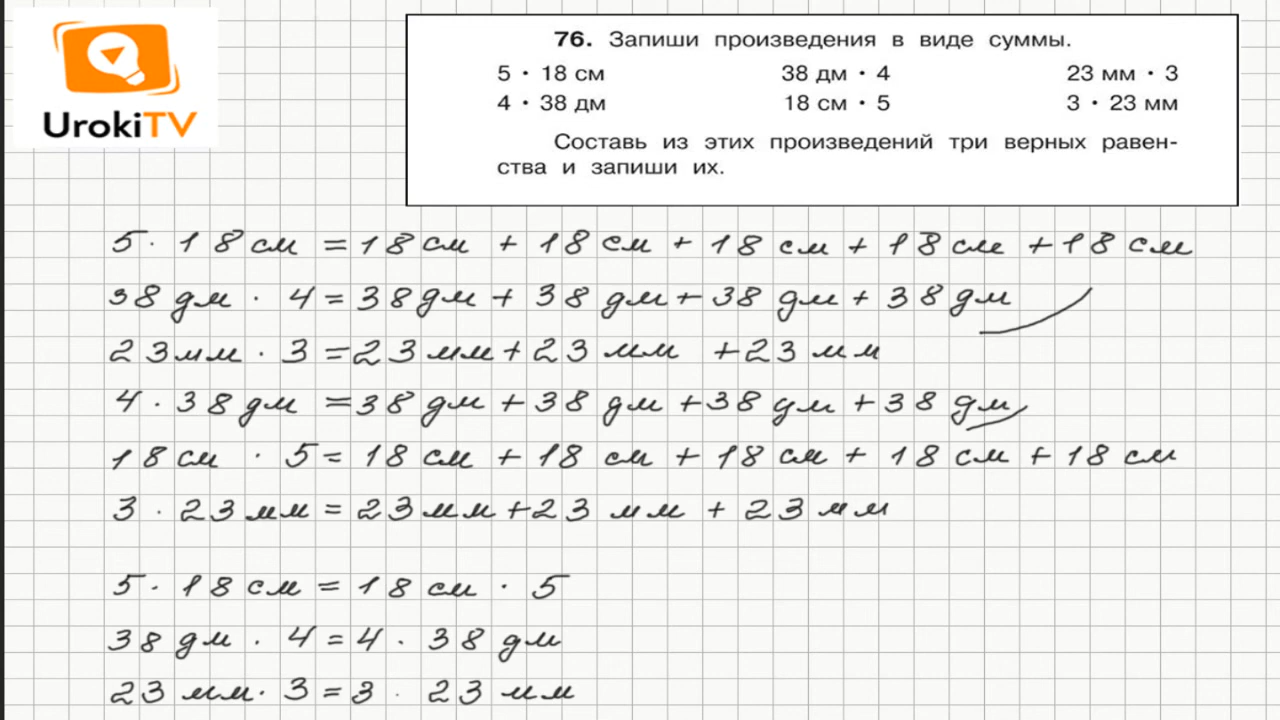 UrokiTV
76. Запиши произведения в виде суммы.
5 · 18 см 38 дм · 4 23 мм · 3
4 · 38 дм 18 см · 5 3 · 23 мм
Составь из этих произведений три верных равен-
ства и запиши их.
5 · 18 см = 18 см + 18 см + 18 см + 18 см + 18 см
38 дм · 4 = 38 дм + 38 дм + 38 дм + 38 дм
23 мм · 3 = 23 мм + 23 мм + 23 мм
4 · 38 дм = 38 дм + 38 дм + 38 дм + 38 дм
18 см · 5 = 18 см + 18 см + 18 см + 18 см + 18 см
3 · 23 мм = 23 мм + 23 мм + 23 мм
5 · 18 см = 18 см · 5
38 дм · 4 = 4 · 38 дм
23 мм · 3 = 3 · 23 мм